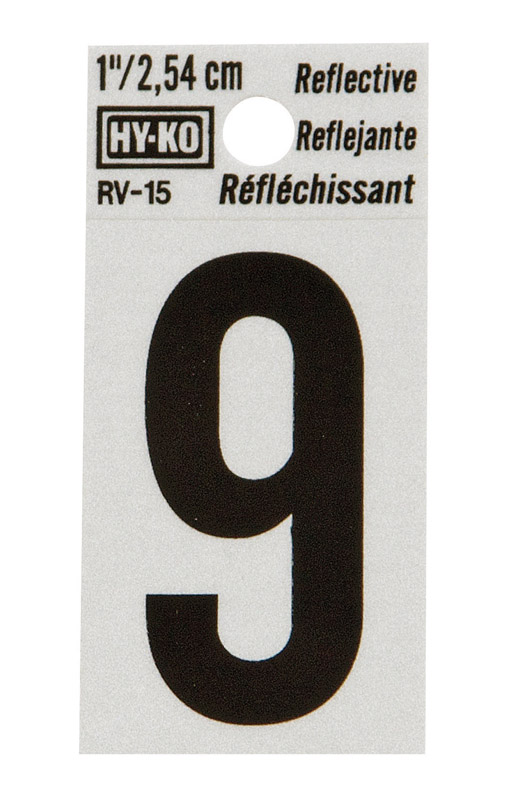 1"/2,54 cm Reflective
HY-KO Reflejante
RV-15 Réfléchissant
9